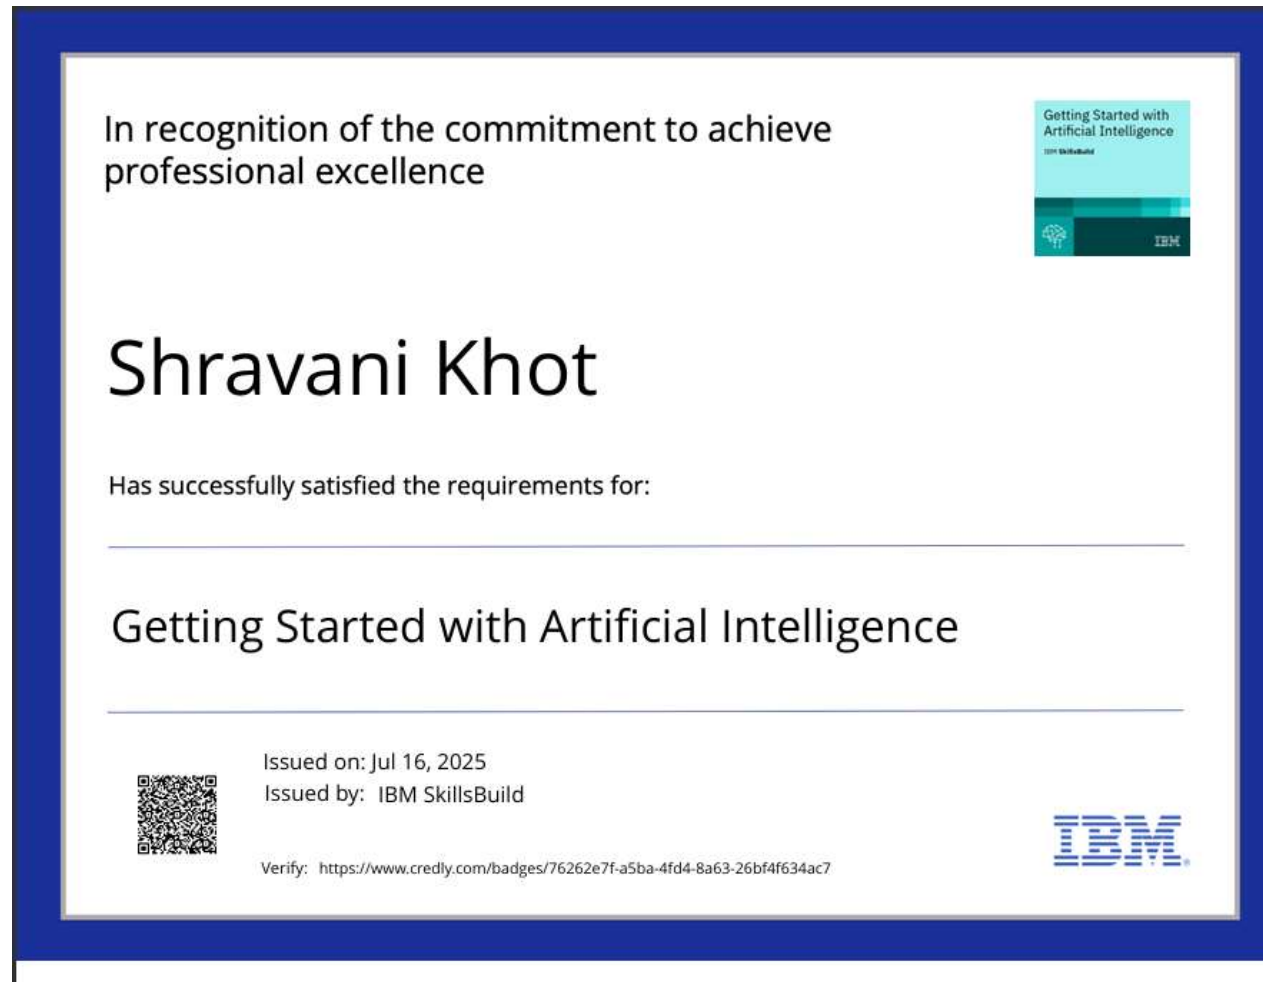 In recognition of the commitment to achieve
professional excellence
Getting Started with
Artificial Intelligence
IBM SkillsBuild
IBM
Shravani Khot
Has successfully satisfied the requirements for:
Getting Started with Artificial Intelligence
Issued on: Jul 16, 2025
Issued by: IBM SkillsBuild
Verify: https://www.credly.com/badges/76262e7f-a5ba-4fd4-8a63-26bf4f634ac7
IBM.